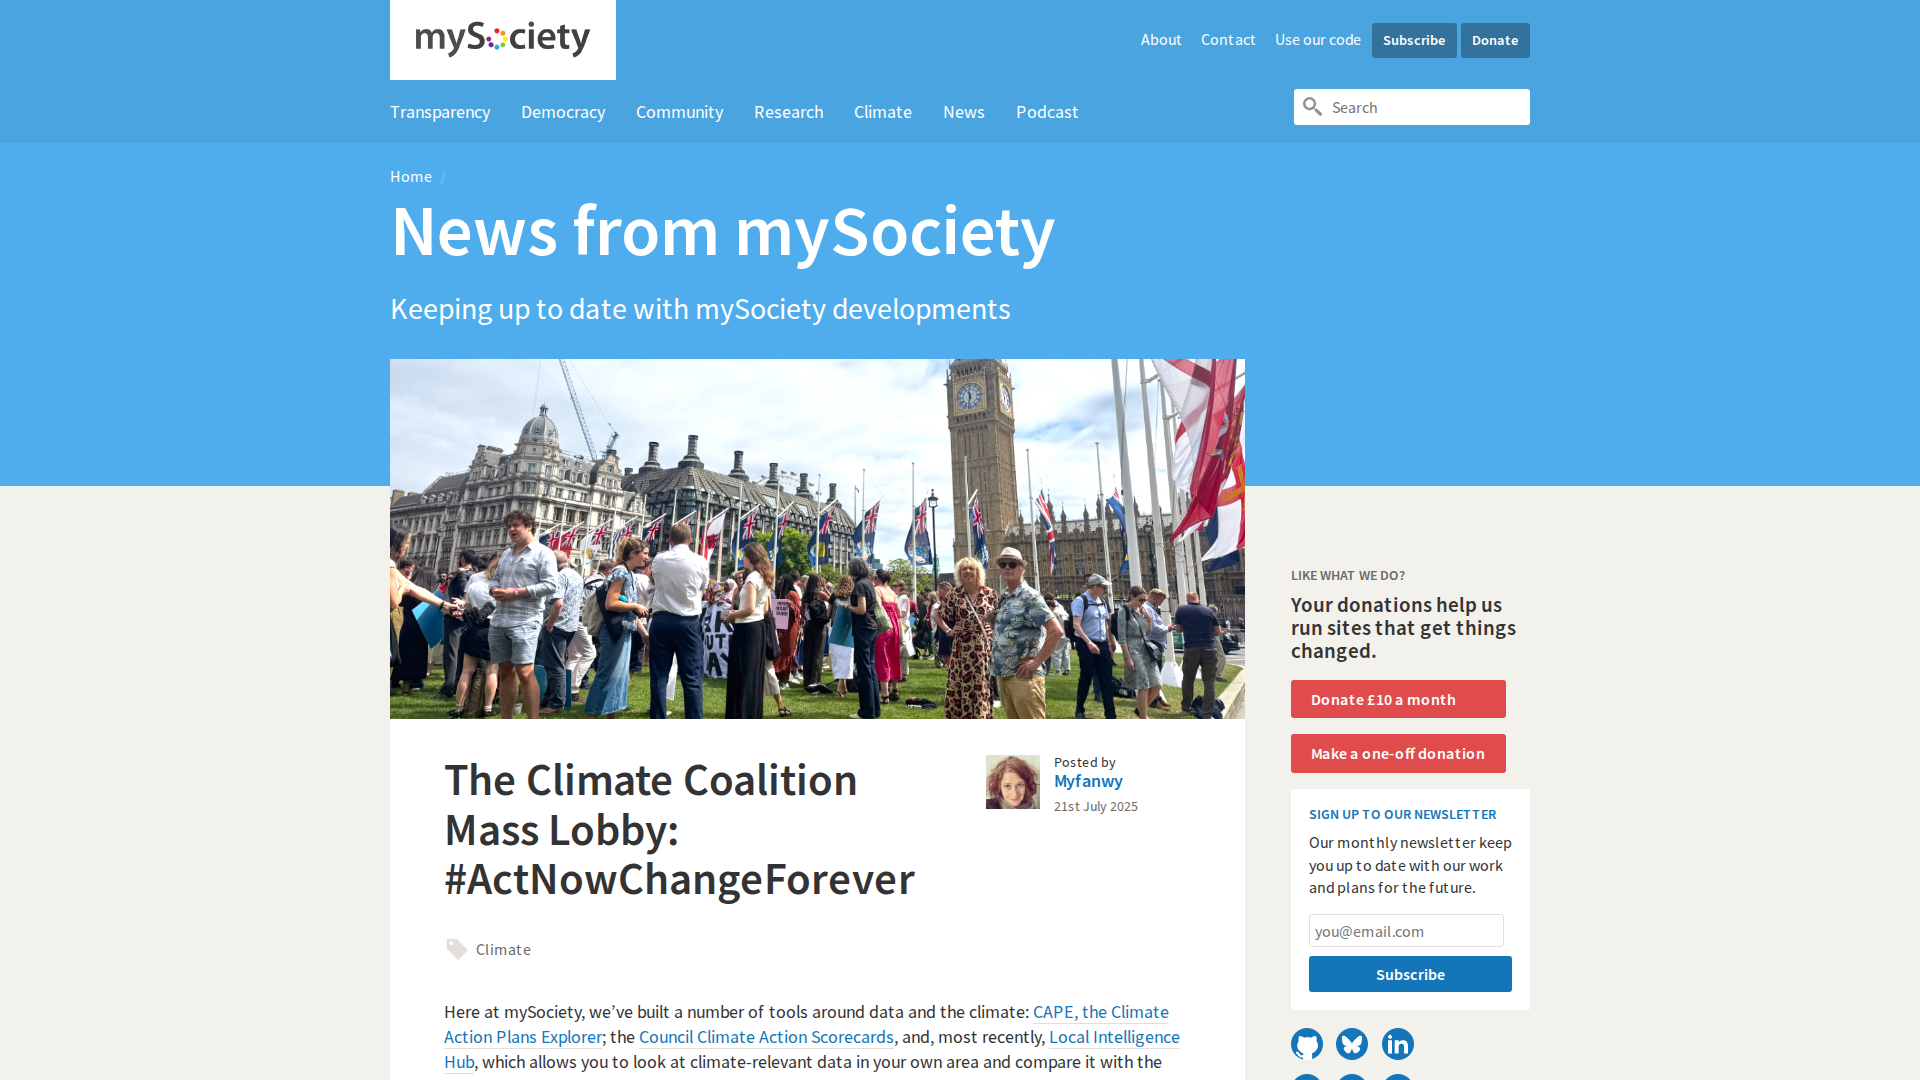 mySociety
About Contact Use our code Subscribe Donate
Transparency Democracy Community Research Climate News Podcast
Search
Home /
News from mySociety
Keeping up to date with mySociety developments
LIKE WHAT WE DO?
Your donations help us
run sites that get things
changed.
Donate £10 a month
Make a one-off donation
SIGN UP TO OUR NEWSLETTER
Our monthly newsletter keep
you up to date with our work
and plans for the future.
you@email.com
Subscribe
The Climate Coalition
Mass Lobby:
#ActNowChangeForever
Posted by
Myfanwy
21st July 2025
Climate
Here at mySociety, we’ve built a number of tools around data and the climate: CAPE, the Climate
Action Plans Explorer; the Council Climate Action Scorecards, and, most recently, Local Intelligence
Hub, which allows you to look at climate-relevant data in your own area and compare it with the